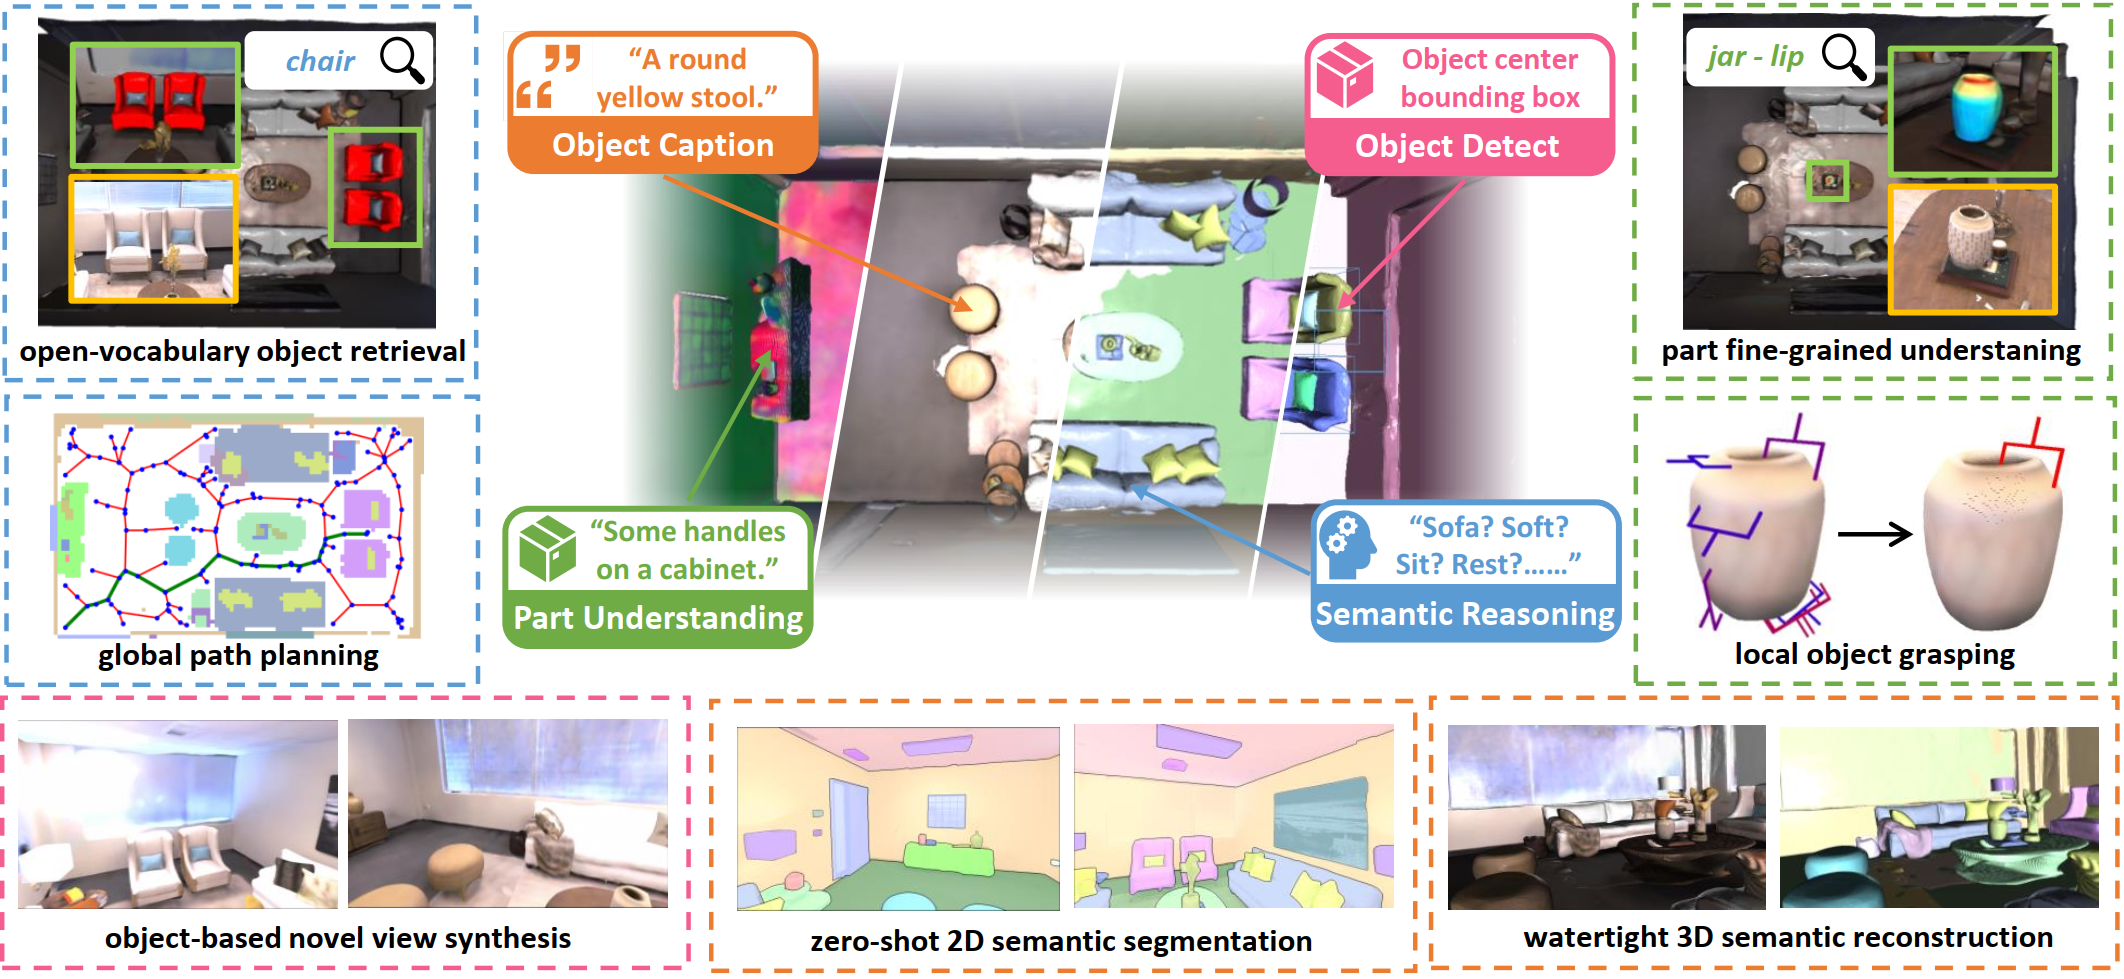 chair
open-vocabulary object retrieval
global path planning
“A round
yellow stool.”
Object Caption
Object center
bounding box
Object Detect
“Some handles
on a cabinet.”
Part Understanding
“Sofa? Soft?
Sit? Rest?......”
Semantic Reasoning
jar - lip
part fine-grained understaning
local object grasping
object-based novel view synthesis
zero-shot 2D semantic segmentation
watertight 3D semantic reconstruction